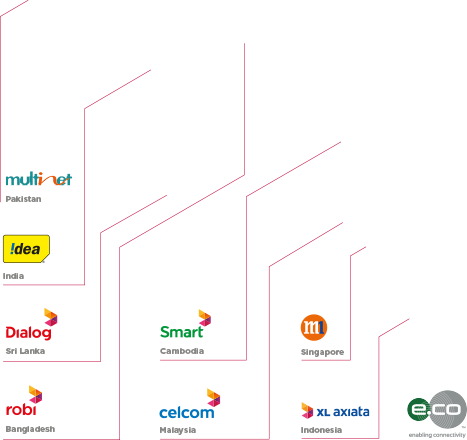 multinet
Pakistan
!dea
India
Dialog
Sri Lanka
Smart
Cambodia
m1
Singapore
robi
Bangladesh
celcom
Malaysia
XL axiata
Indonesia
e.co
TM
enabling connectivity